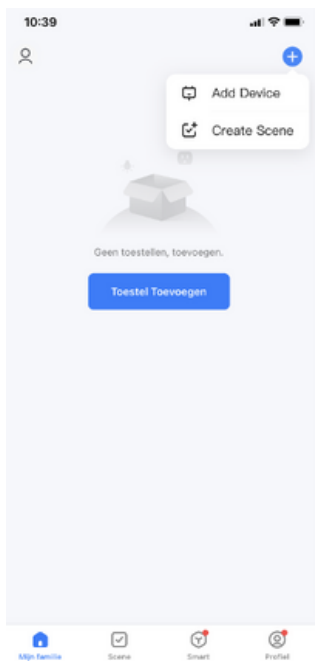 10:39
Add Device
Create Scene
Geen toestellen, toevoegen.
Toestel Toevoegen
Mijn familie
Scene
Smart
Profiel